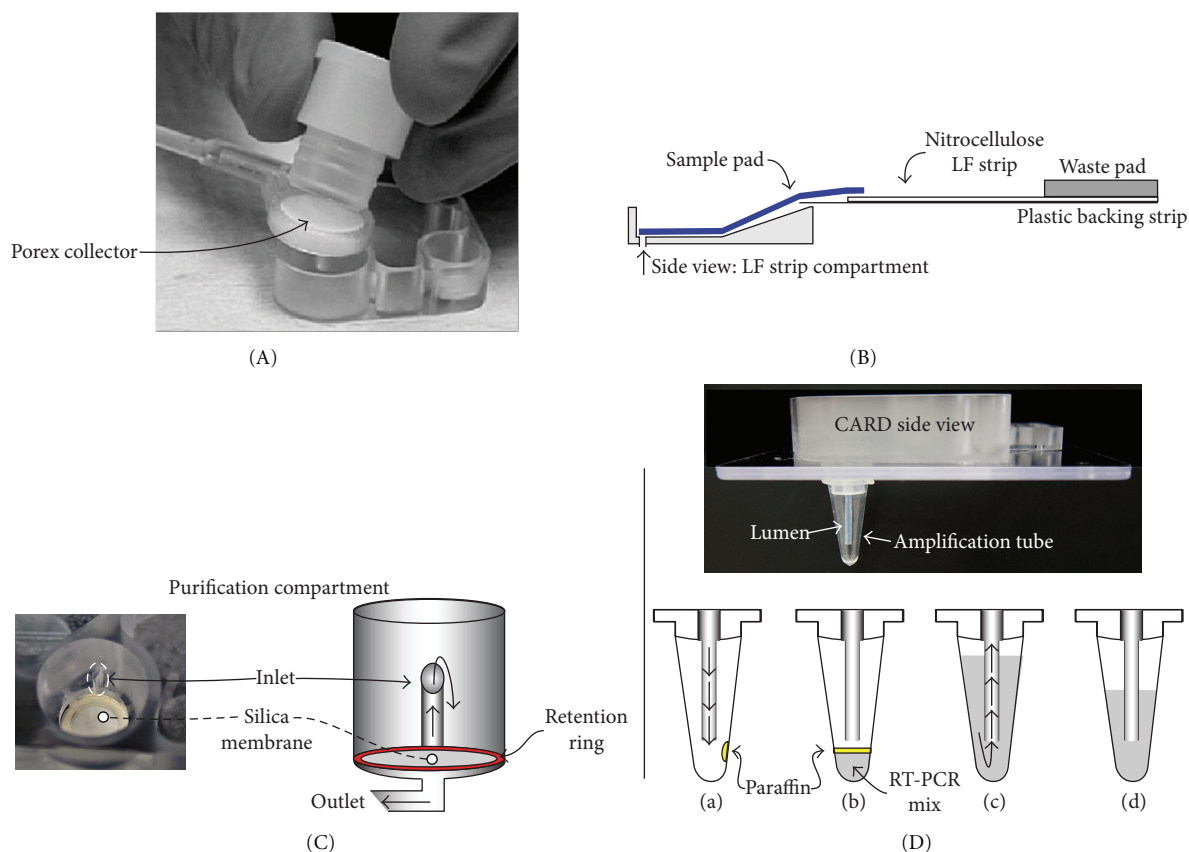 Porex collector
(A)
Sample pad
Nitrocellulose
LF strip
Waste pad
Plastic backing strip
Side view: LF strip compartment
(B)
Purification compartment
Inlet
Silica
membrane
Retention
ring
Outlet
(C)
CARD side view
Lumen
Amplification tube
Paraffin
RT-PCR
mix
(a)
(b)
(c)
(d)
(D)